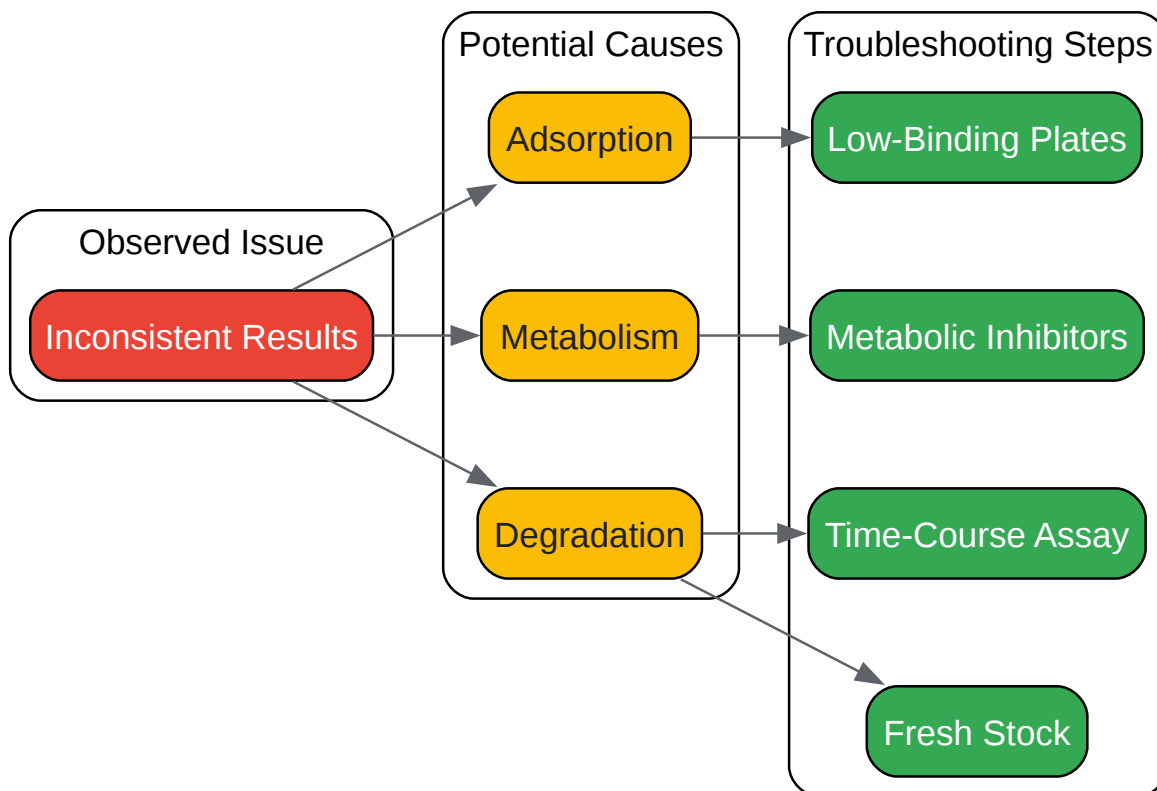 Observed Issue
Inconsistent Results
Potential Causes
Adsorption
Metabolism
Degradation
Troubleshooting Steps
Low-Binding Plates
Metabolic Inhibitors
Time-Course Assay
Fresh Stock